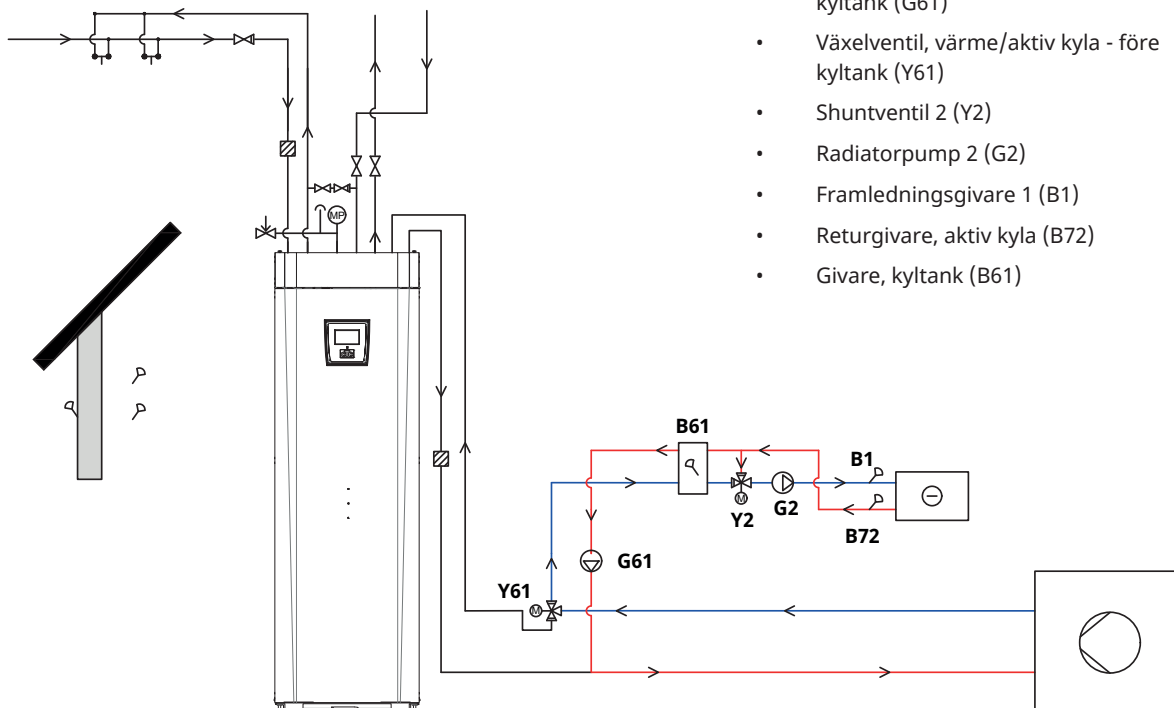 kyltank (G61)
• Växelventil, värme/aktiv kyla - före
kyltank (Y61)
• Shuntventil 2 (Y2)
• Radiatorpump 2 (G2)
• Framledningsgivare 1 (B1)
• Returgivare, aktiv kyla (B72)
• Givare, kyltank (B61)
MP
B61
B1
M
Y2
G2
B72
G61
Y61
M